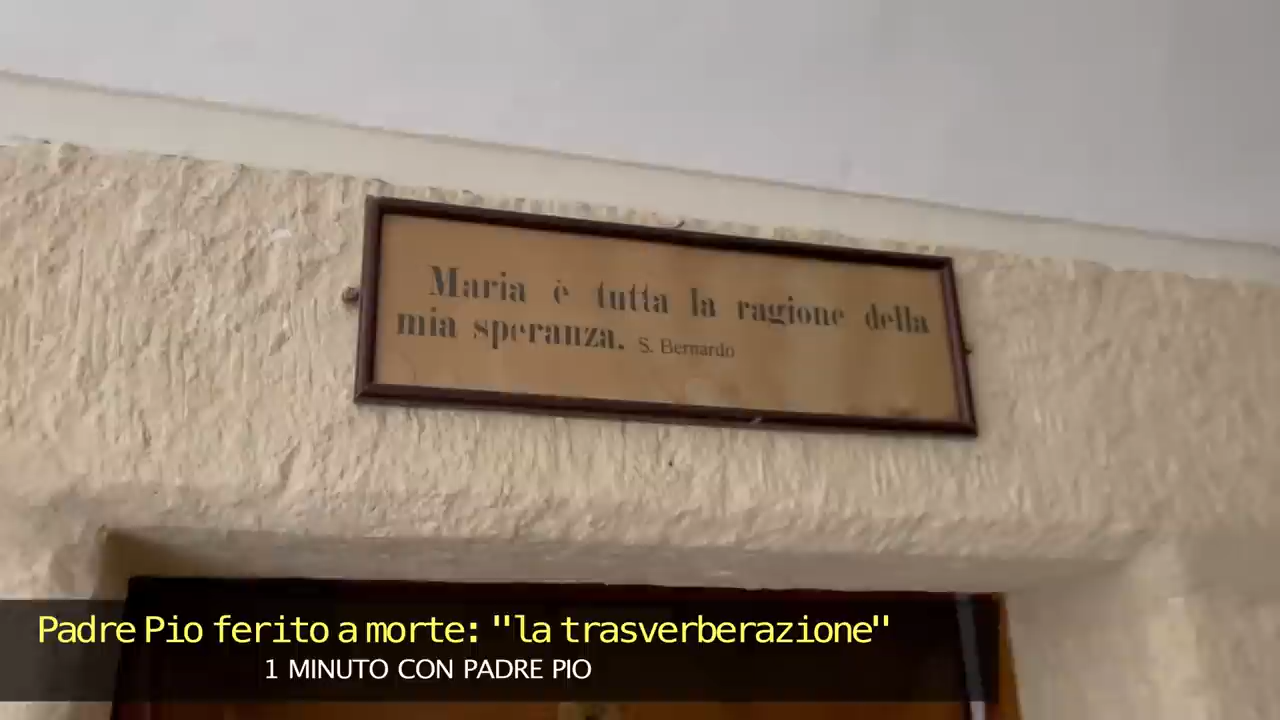 Maria è tutta la ragione della
mia speranza. S. Bernardo
Padre Pio ferito a morte: "la trasverberazione"
1 MINUTO CON PADRE PIO